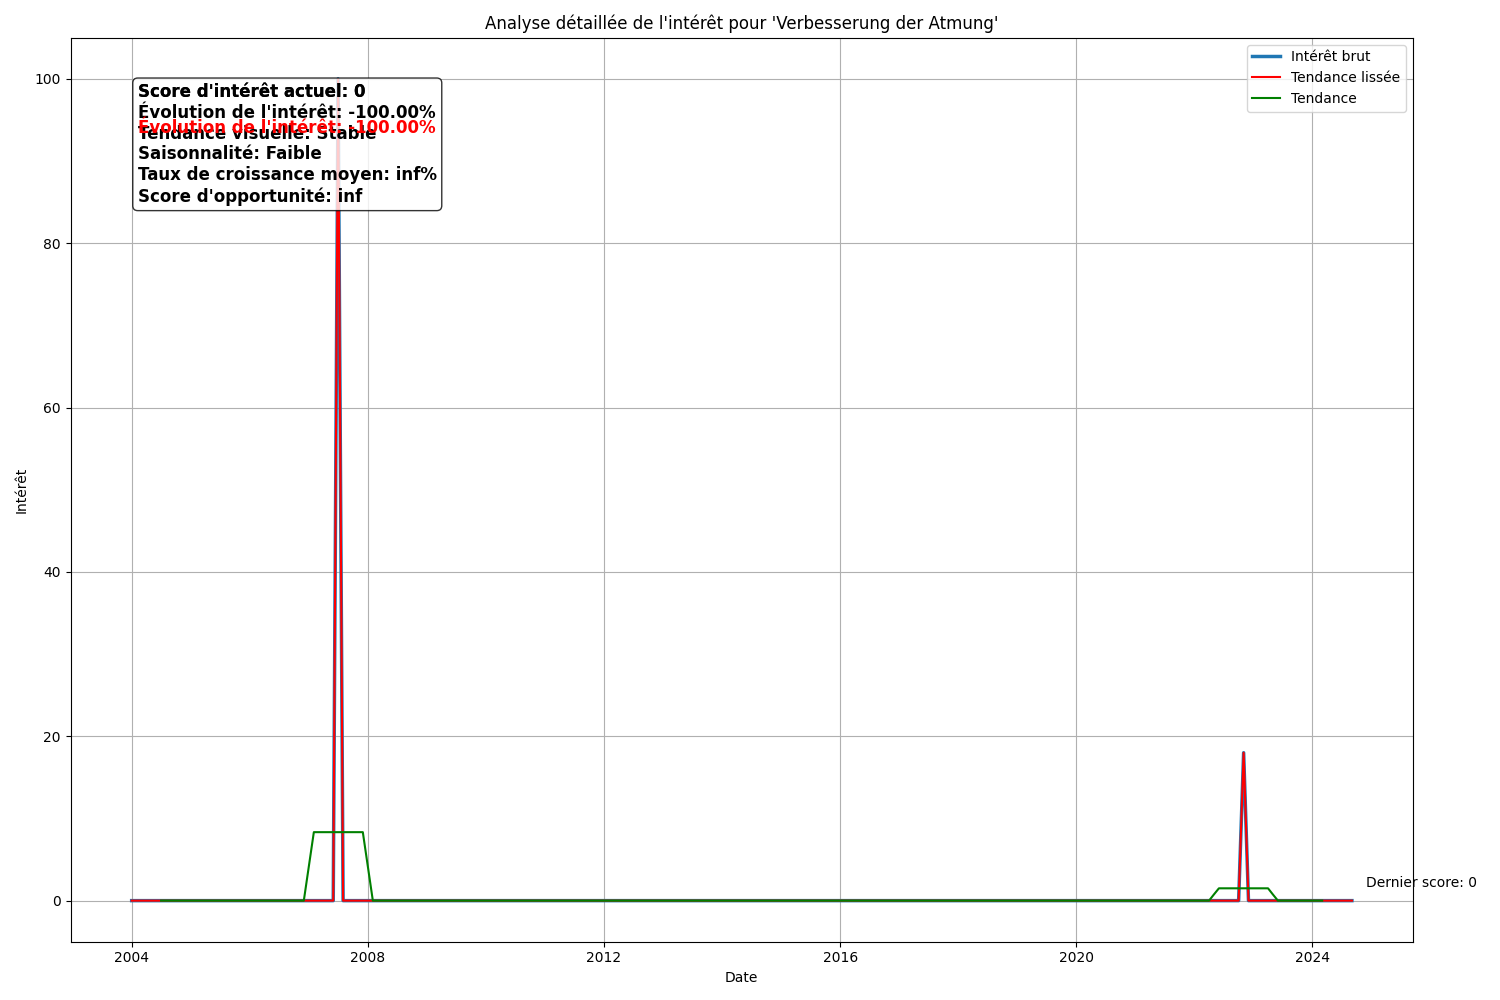 Analyse détaillée de l'intérêt pour 'Verbesserung der Atmung'
Intérêt brut
Tendance lissée
Tendance
Score d'intérêt actuel: 0
Évolution de l'intérêt: -100.00%
Évolution de l'intérêt: -100.00%
Tendance visuelle: Stable
Saisonnalité: Faible
Taux de croissance moyen: inf%
Score d'opportunité: inf
100
80
60
40
20
0
Intérêt
Dernier score: 0
2004
2008
2012
2016
2020
2024
Date